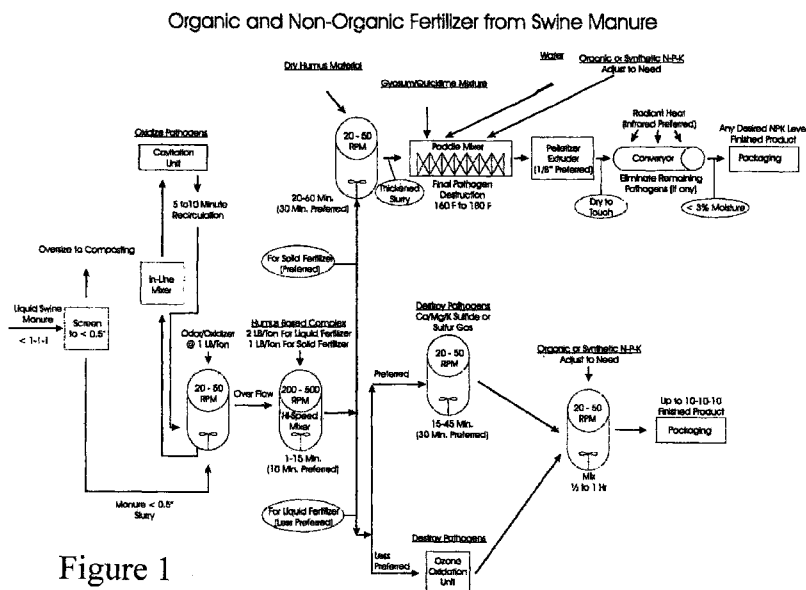 Organic and Non-Organic Fertilizer from Swine Manure
Dry Humus Material
Gypsum/Quicklime Mixture
Water
Organic or Synthetic N-P-K
Adjust to Need
20 - 50
RPM
20-60 Min.
(30 Min. Preferred)
Thickened
Slurry
Paddle Mixer
Final Pathogen
Destruction
160 F to 180 F
Pelletizer
Extruder
(1/8" Preferred)
Dry to
Touch
Radiant Heat
(Infrared Preferred)
Conveyor
Eliminate Remaining
Pathogens (if any)
< 3% Moisture
Any Desired NPK Level
Finished Product
Packaging
Oxidize Pathogens
Cavitation
Unit
5 to10 Minute
Recirculation
Oversize to Composting
In-Line
Mixer
Liquid Swine
Manure
< 1-1-1
Screen
to < 0.5"
Manure < 0.5"
Slurry
Odor/Oxidizer
@ 1 LB/Ton
20 - 50
RPM
Over Flow
Humus Based Complex
2 LB/Ton For Liquid Fertilizer
1 LB/Ton For Solid Fertilizer
200 - 500
RPM
Hi-Speed
Mixer
1-15 Min.
(10 Min. Preferred)
For Solid Fertilizer
(Preferred)
For Liquid Fertilizer
(Less Preferred)
Preferred
Less
Preferred
Destroy Pathogens
Ca/Mg/K Sulfide or
Sulfur Gas
20 - 50
RPM
15-45 Min.
(30 Min. Preferred)
Destroy Pathogens
Ozone
Oxidation
Unit
Organic or Synthetic N-P-K
Adjust to Need
20 - 50
RPM
Mix
½ to 1 Hr
Up to 10-10-10
Finished Product
Packaging
Figure 1